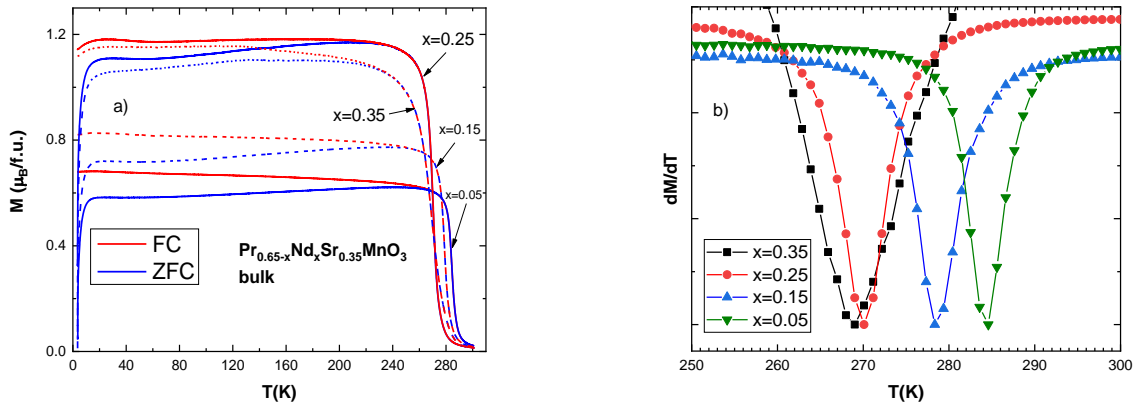 a)
M (μB/f.u.)
1.2
0.8
0.4
0.0
0
40
80
120
160
200
240
280
T(K)
x=0.25
x=0.35
x=0.15
x=0.05
FC
ZFC
Pr0.65-xNdxSr0.35MnO3
bulk
b)
dM/dT
x=0.35
x=0.25
x=0.15
x=0.05
250
260
270
280
290
300
T(K)